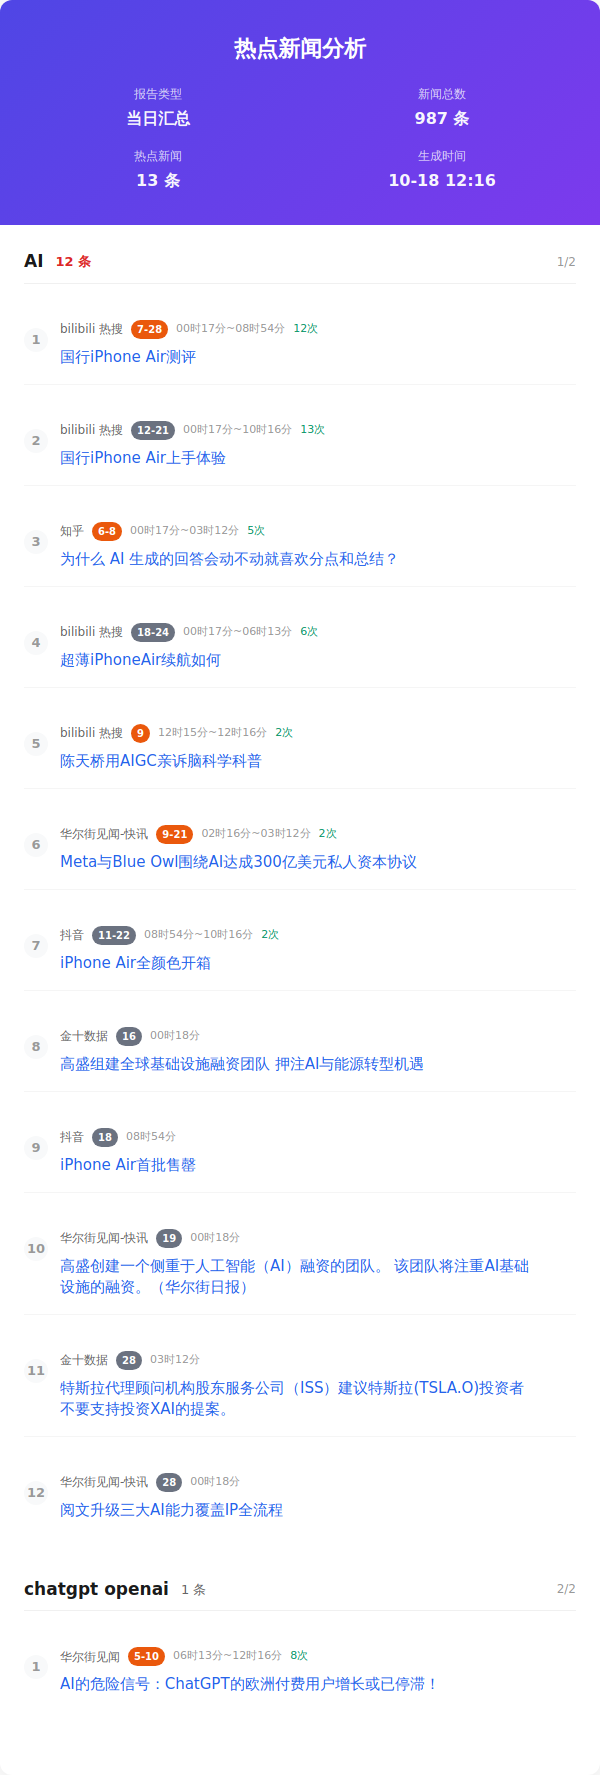 热点新闻分析
报告类型
新闻总数
当日汇总
987 条
热点新闻
生成时间
13 条
10-18 12:16
AI 12 条 1/2
1
bilibili 热搜 7-28 00时17分~08时54分 12次
国行iPhone Air测评
2
bilibili 热搜 12-21 00时17分~10时16分 13次
国行iPhone Air上手体验
3
知乎 6-8 00时17分~03时12分 5次
为什么 AI 生成的回答会动不动就喜欢分点和总结？
4
bilibili 热搜 18-24 00时17分~06时13分 6次
超薄iPhoneAir续航如何
5
bilibili 热搜 9 12时15分~12时16分 2次
陈天桥用AIGC亲诉脑科学科普
6
华尔街见闻-快讯 9-21 02时16分~03时12分 2次
Meta与Blue Owl围绕AI达成300亿美元私人资本协议
7
抖音 11-22 08时54分~10时16分 2次
iPhone Air全颜色开箱
8
金十数据 16 00时18分
高盛组建全球基础设施融资团队 押注AI与能源转型机遇
9
抖音 18 08时54分
iPhone Air首批售罄
10
华尔街见闻-快讯 19 00时18分
高盛创建一个侧重于人工智能（AI）融资的团队。 该团队将注重AI基础
设施的融资。（华尔街日报）
11
金十数据 28 03时12分
特斯拉代理顾问机构股东服务公司（ISS）建议特斯拉(TSLA.O)投资者
不要支持投资XAI的提案。
12
华尔街见闻-快讯 28 00时18分
阅文升级三大AI能力覆盖IP全流程
chatgpt openai 1 条 2/2
1
华尔街见闻 5-10 06时13分~12时16分 8次
AI的危险信号：ChatGPT的欧洲付费用户增长或已停滞！